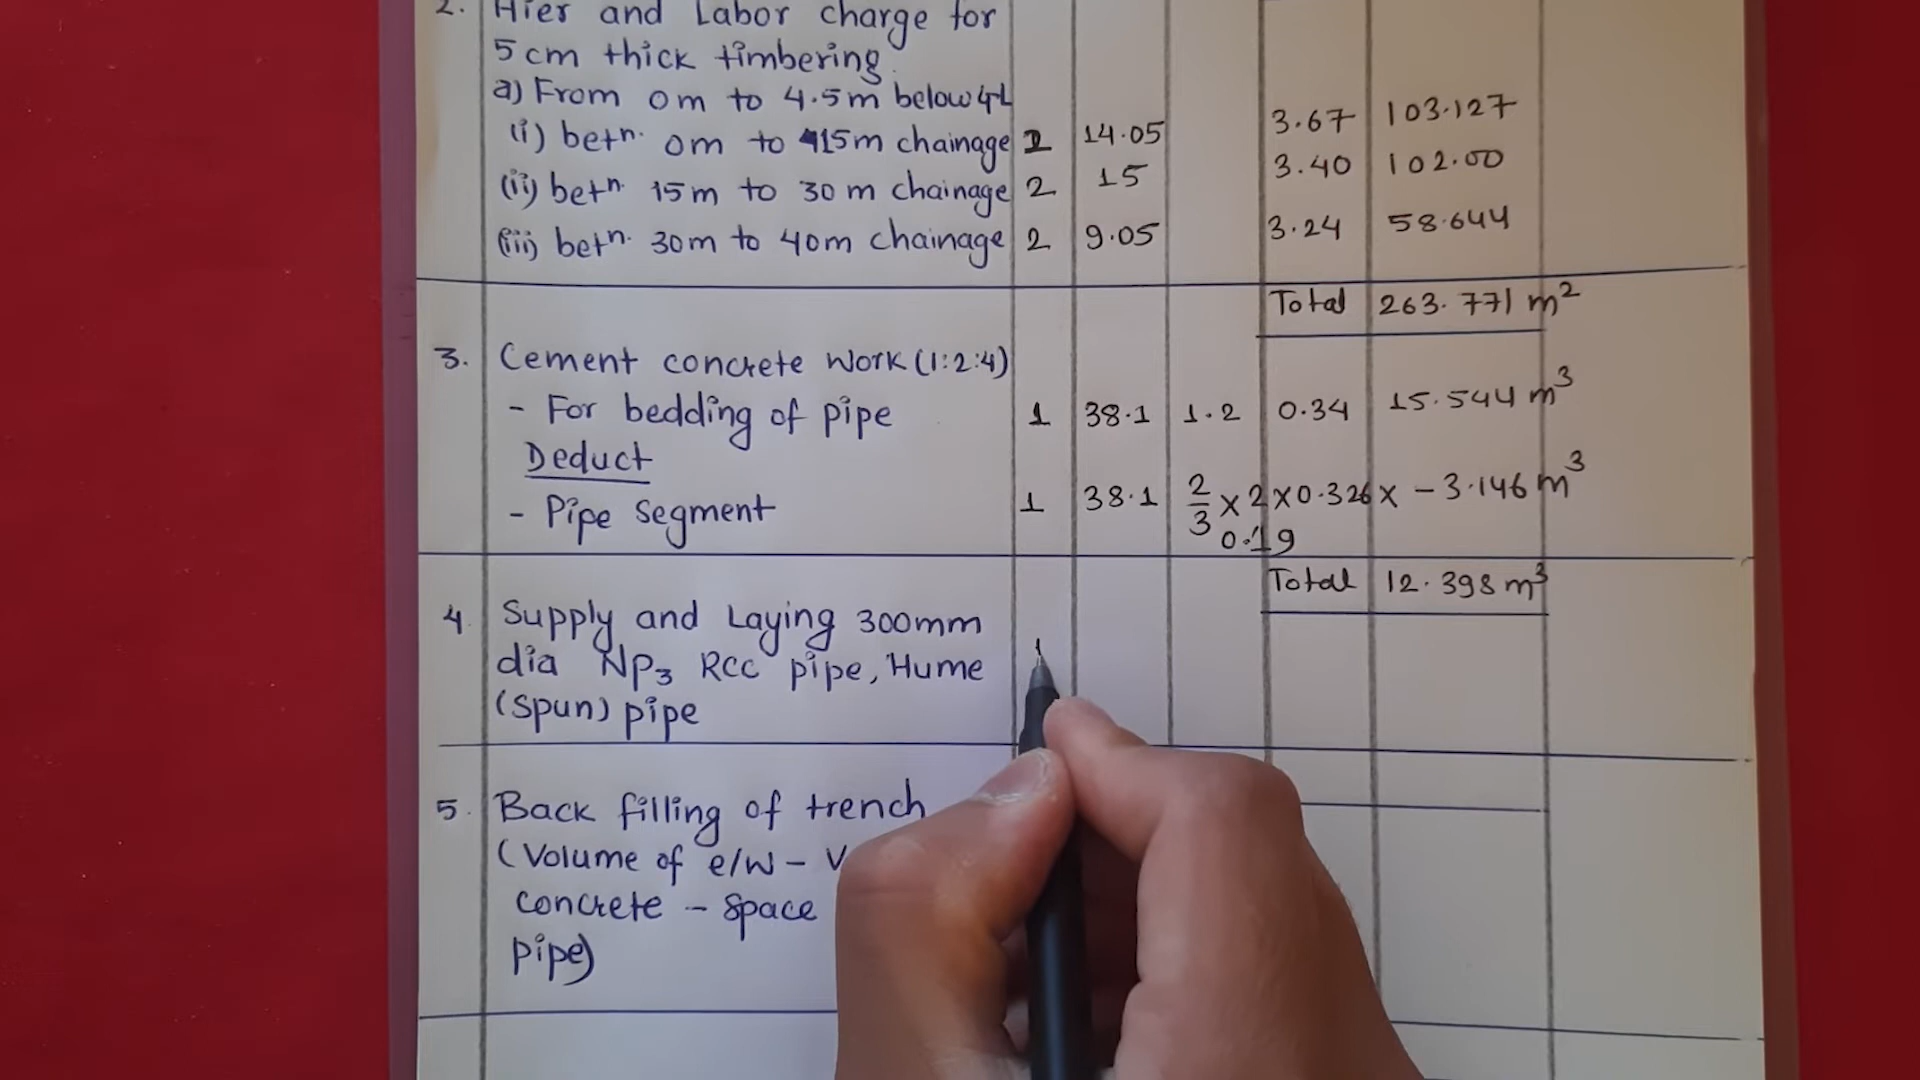 2. Hier and Labor charge for
5cm thick timbering
a) From 0m to 4.5m below GL
(i) betn. 0m to 15m chainage 2 14.05 3.67 103.127
(ii) betn. 15m to 30m chainage 2 15 3.40 102.00
(iii) betn. 30m to 40m chainage 2 9.05 3.24 58.644
Total 263.771 m²
3. Cement concrete Work (1:2:4)
- For bedding of pipe 1 38.1 1.2 0.34 15.544 m³
Deduct
- Pipe segment 1 38.1 2/3 x 2 x 0.326 x - 3.146 m³
0.19
Total 12.398 m³
4. Supply and Laying 300mm
dia NP₃ RCC pipe, Hume 1
(spun) pipe
5. Back filling of trench
(Volume of e/w - V
concrete - space
pipe)